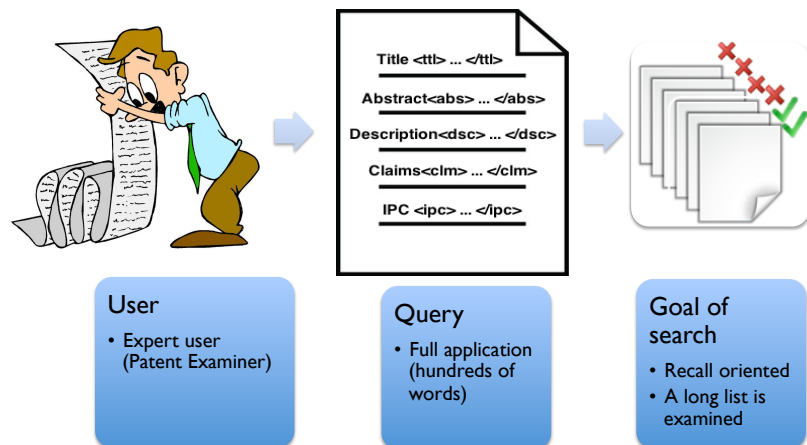 Title <ttl> ... </ttl>
Abstract<abs> ... </abs>
Description<dsc> ... </dsc>
Claims<clm> ... </clm>
IPC <ipc> ... </ipc>
User
• Expert user
(Patent Examiner)
Query
• Full application
(hundreds of
words)
Goal of
search
• Recall oriented
• A long list is
examined